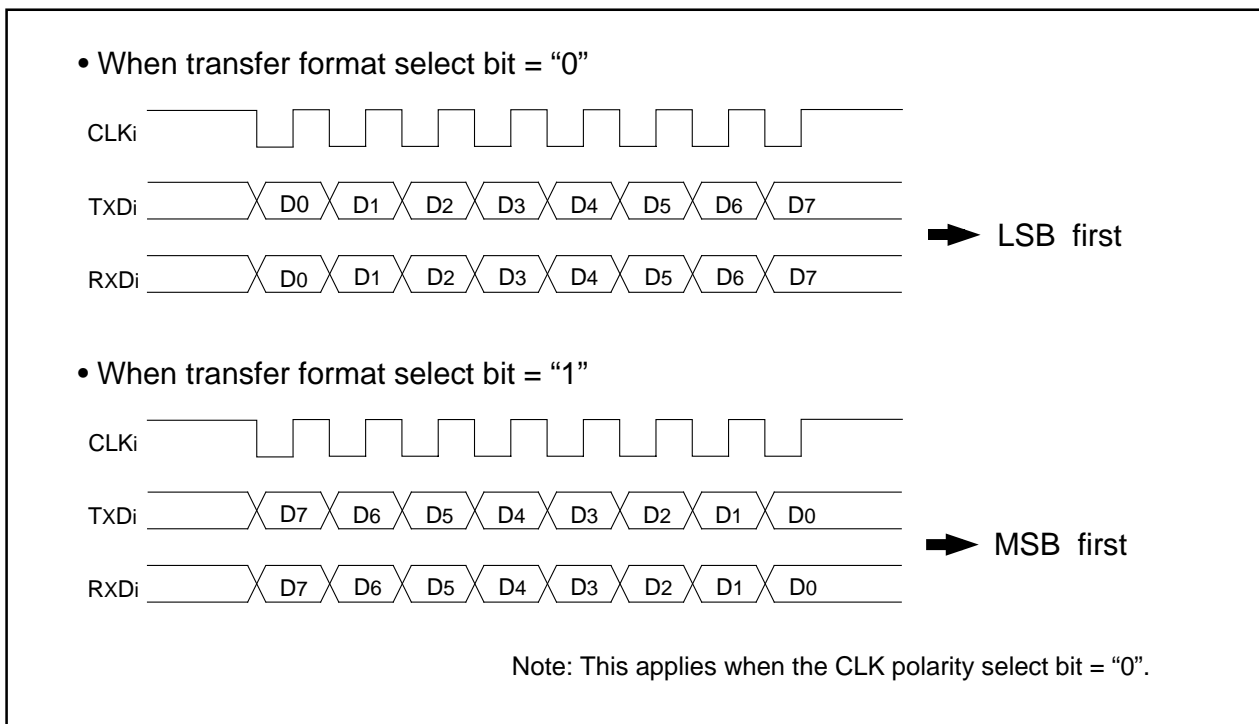 • When transfer format select bit = “0”
CLKi
TXDi D0 D1 D2 D3 D4 D5 D6 D7
LSB first
RXDi D0 D1 D2 D3 D4 D5 D6 D7
• When transfer format select bit = “1”
CLKi
TXDi D7 D6 D5 D4 D3 D2 D1 D0
MSB first
RXDi D7 D6 D5 D4 D3 D2 D1 D0
Note: This applies when the CLK polarity select bit = “0”.